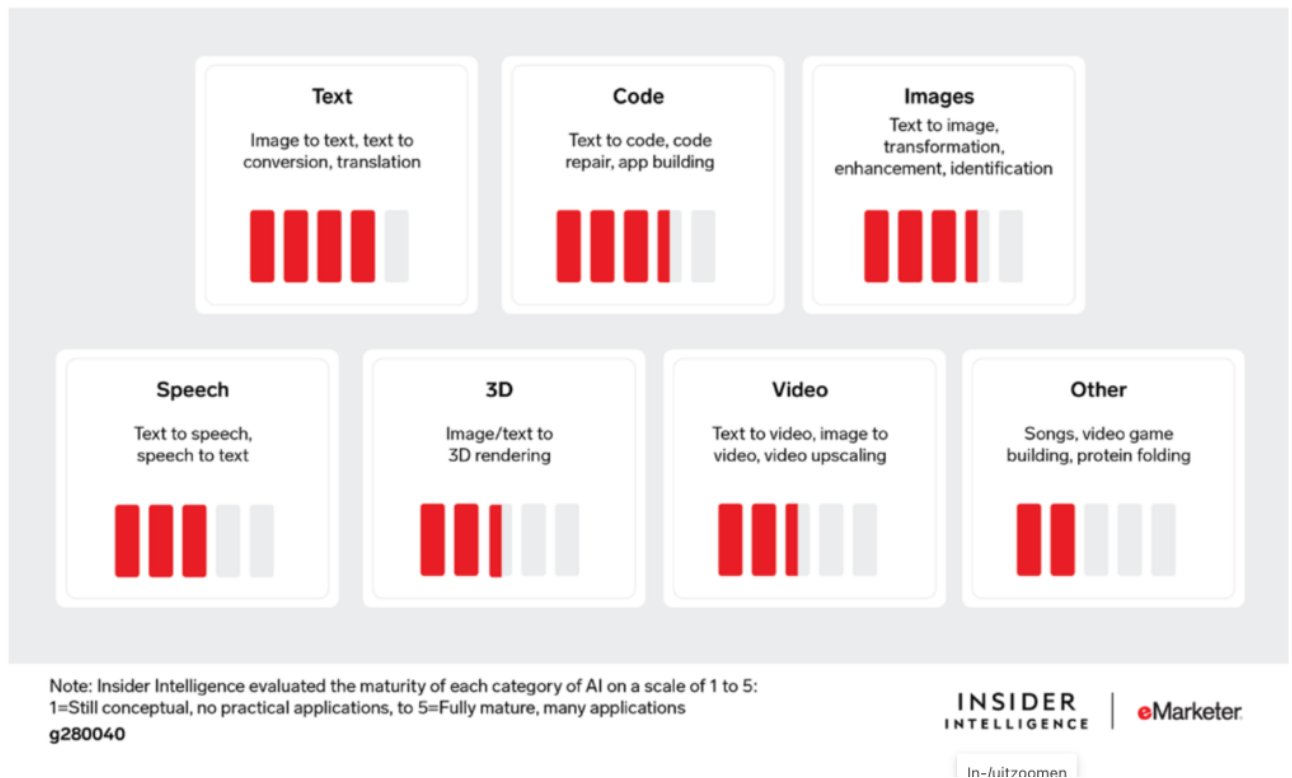 Text
Image to text, text to
conversion, translation
Code
Text to code, code
repair, app building
Images
Text to image,
transformation,
enhancement, identification
Speech
Text to speech,
speech to text
3D
Image/text to
3D rendering
Video
Text to video, image to
video, video upscaling
Other
Songs, video game
building, protein folding
Note: Insider Intelligence evaluated the maturity of each category of AI on a scale of 1 to 5:
1=Still conceptual, no practical applications, to 5=Fully mature, many applications
g280040
INSIDER
INTELLIGENCE
eMarketer
In-/uitzoomen